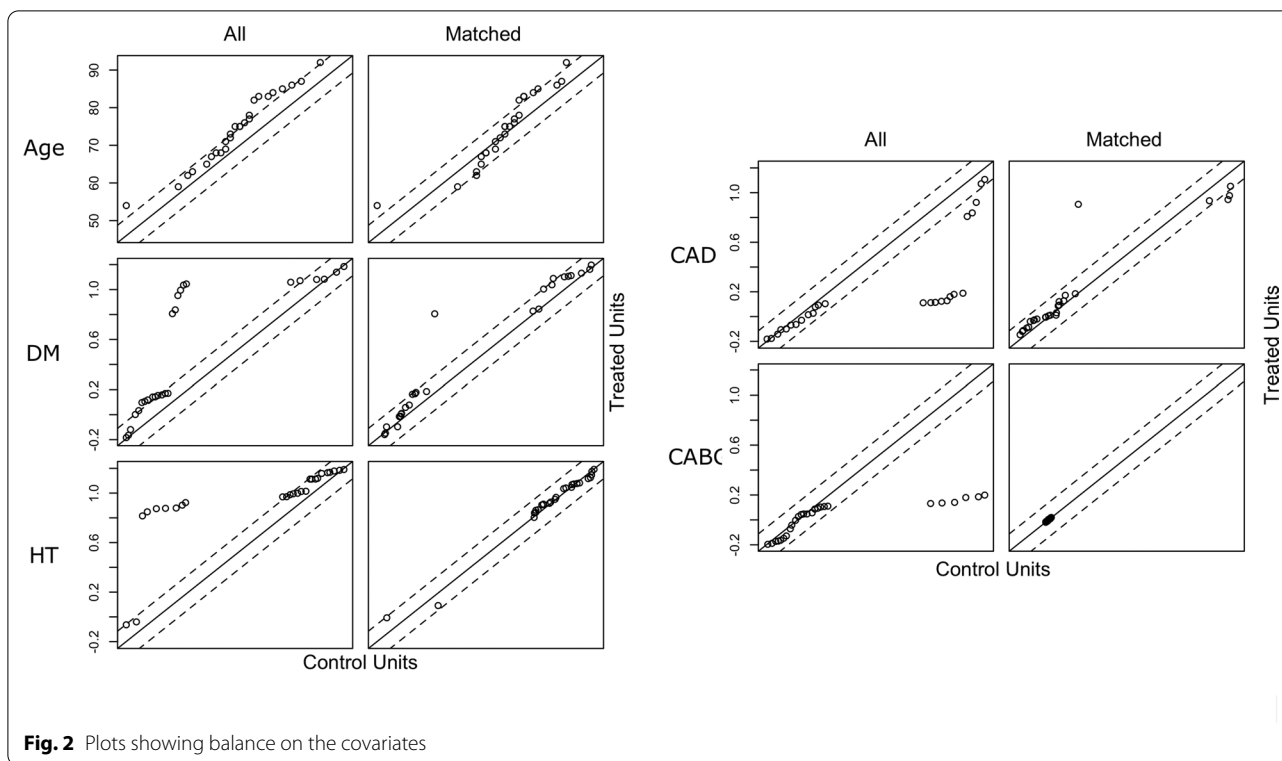 All Matched
Age
50 60 70 80 90
DM
-0.2 0.2 0.6 1.0
HT
-0.2 0.2 0.6 1.0
Control Units
Treated Units
All Matched
CAD
-0.2 0.2 0.6 1.0
CABC
-0.2 0.2 0.6 1.0
Control Units
Treated Units
Fig. 2 Plots showing balance on the covariates